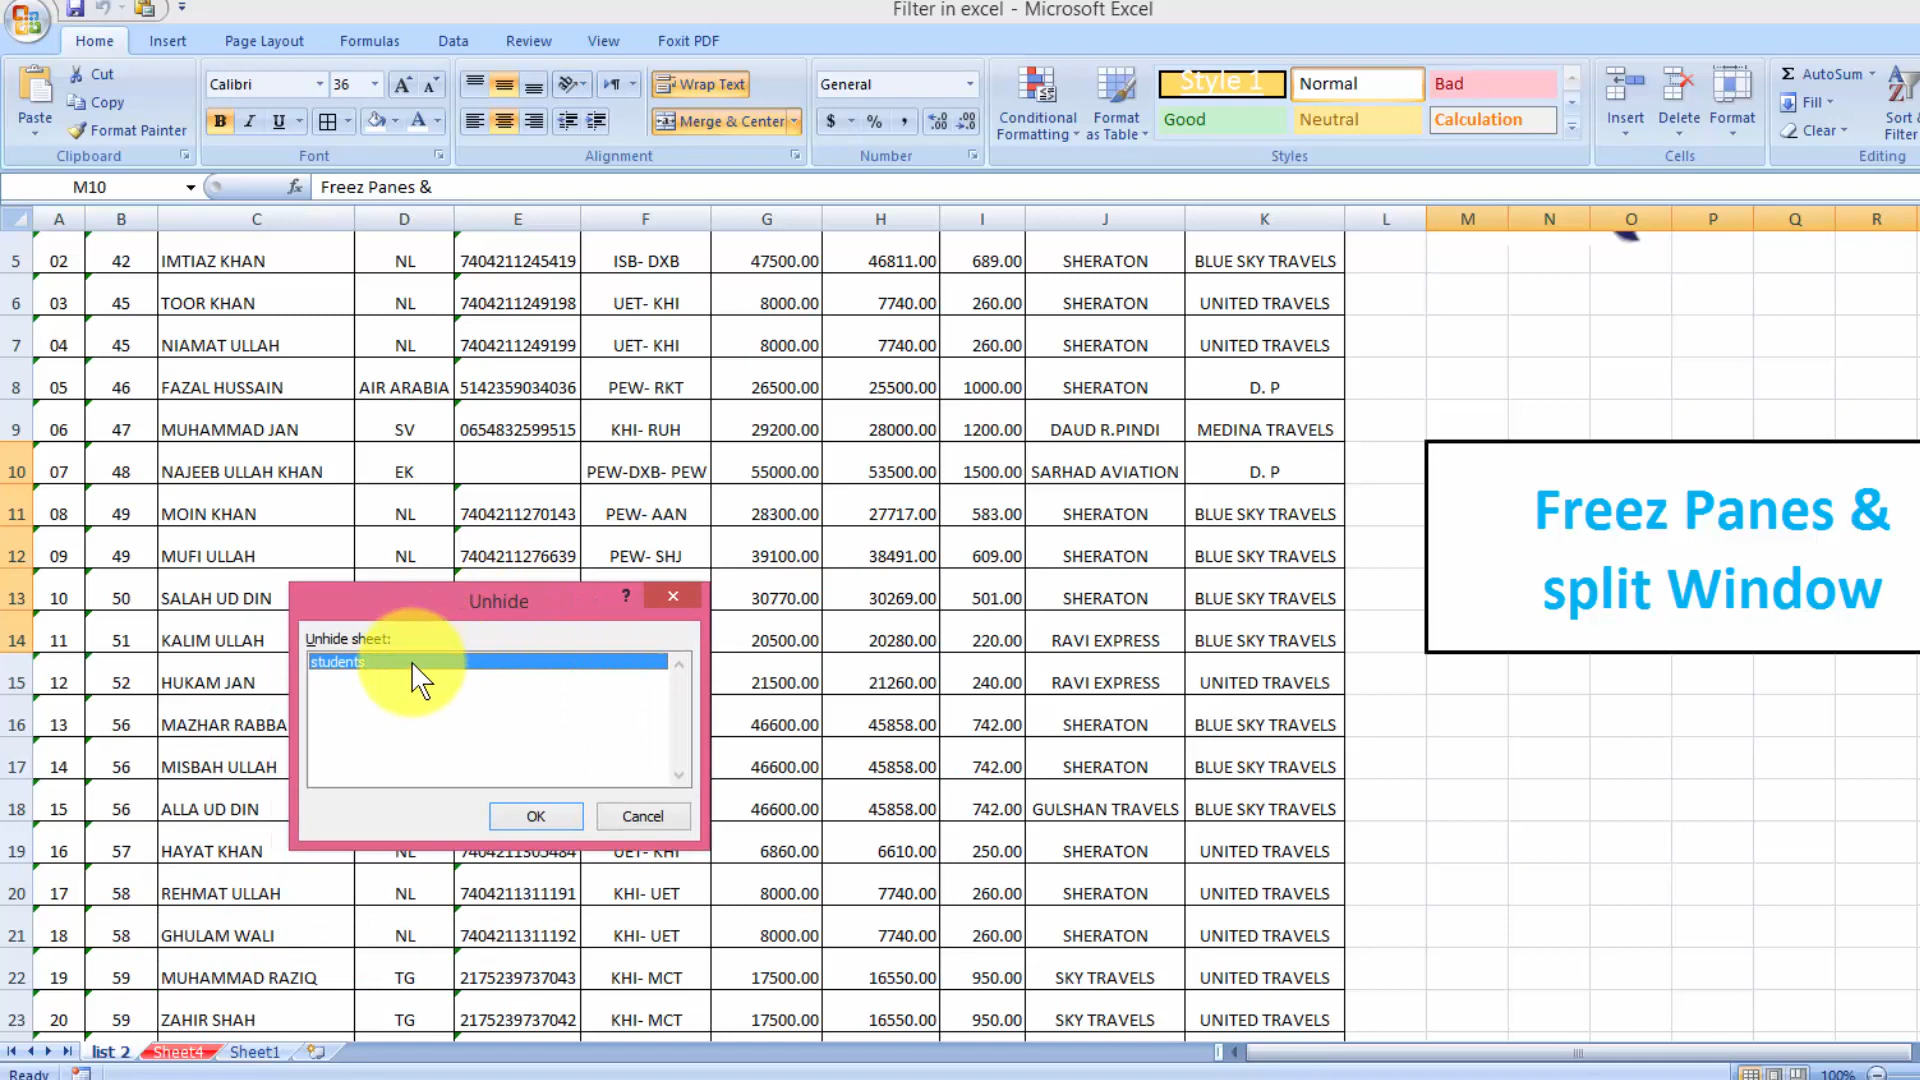 Filter in excel - Microsoft Excel
Home Insert Page Layout Formulas Data Review View Foxit PDF
Paste Cut Copy Format Painter Clipboard
Calibri 36 A A B I U A Font
Wrap Text Merge & Center Alignment
General $ % , Number
Conditional Formatting Format as Table Style 1 Normal Bad Good Neutral Calculation Styles
Insert Delete Format Cells
Σ AutoSum Fill Clear Sort & Filter Editing
M10 fx Freez Panes &
A B C D E F G H I J K L M N O P Q R
5 02 42 IMTIAZ KHAN NL 7404211245419 ISB- DXB 47500.00 46811.00 689.00 SHERATON BLUE SKY TRAVELS
6 03 45 TOOR KHAN NL 7404211249198 UET- KHI 8000.00 7740.00 260.00 SHERATON UNITED TRAVELS
7 04 45 NIAMAT ULLAH NL 7404211249199 UET- KHI 8000.00 7740.00 260.00 SHERATON UNITED TRAVELS
8 05 46 FAZAL HUSSAIN AIR ARABIA 5142359034036 PEW- RKT 26500.00 25500.00 1000.00 SHERATON D. P
9 06 47 MUHAMMAD JAN SV 0654832599515 KHI- RUH 29200.00 28000.00 1200.00 DAUD R.PINDI MEDINA TRAVELS
10 07 48 NAJEEB ULLAH KHAN EK PEW-DXB- PEW 55000.00 53500.00 1500.00 SARHAD AVIATION D. P
11 08 49 MOIN KHAN NL 7404211270143 PEW- AAN 28300.00 27717.00 583.00 SHERATON BLUE SKY TRAVELS
12 09 49 MUFI ULLAH NL 7404211276639 PEW- SHJ 39100.00 38491.00 609.00 SHERATON BLUE SKY TRAVELS
13 10 50 SALAH UD DIN 30770.00 30269.00 501.00 SHERATON BLUE SKY TRAVELS
14 11 51 KALIM ULLAH 20500.00 20280.00 220.00 RAVI EXPRESS BLUE SKY TRAVELS
15 12 52 HUKAM JAN 21500.00 21260.00 240.00 RAVI EXPRESS UNITED TRAVELS
16 13 56 MAZHAR RABBA 46600.00 45858.00 742.00 SHERATON BLUE SKY TRAVELS
17 14 56 MISBAH ULLAH 46600.00 45858.00 742.00 SHERATON BLUE SKY TRAVELS
18 15 56 ALLA UD DIN 46600.00 45858.00 742.00 GULSHAN TRAVELS BLUE SKY TRAVELS
19 16 57 HAYAT KHAN NL 7404211305484 UET- KHI 6860.00 6610.00 250.00 SHERATON UNITED TRAVELS
20 17 58 REHMAT ULLAH NL 7404211311191 KHI- UET 8000.00 7740.00 260.00 SHERATON UNITED TRAVELS
21 18 58 GHULAM WALI NL 7404211311192 KHI- UET 8000.00 7740.00 260.00 SHERATON UNITED TRAVELS
22 19 59 MUHAMMAD RAZIQ TG 2175239737043 KHI- MCT 17500.00 16550.00 950.00 SKY TRAVELS UNITED TRAVELS
23 20 59 ZAHIR SHAH TG 2175239737042 KHI- MCT 17500.00 16550.00 950.00 SKY TRAVELS UNITED TRAVELS
Freez Panes &
split Window
Unhide ?
Unhide sheet:
students
OK Cancel
list 2 Sheet4 Sheet1
Ready 100%